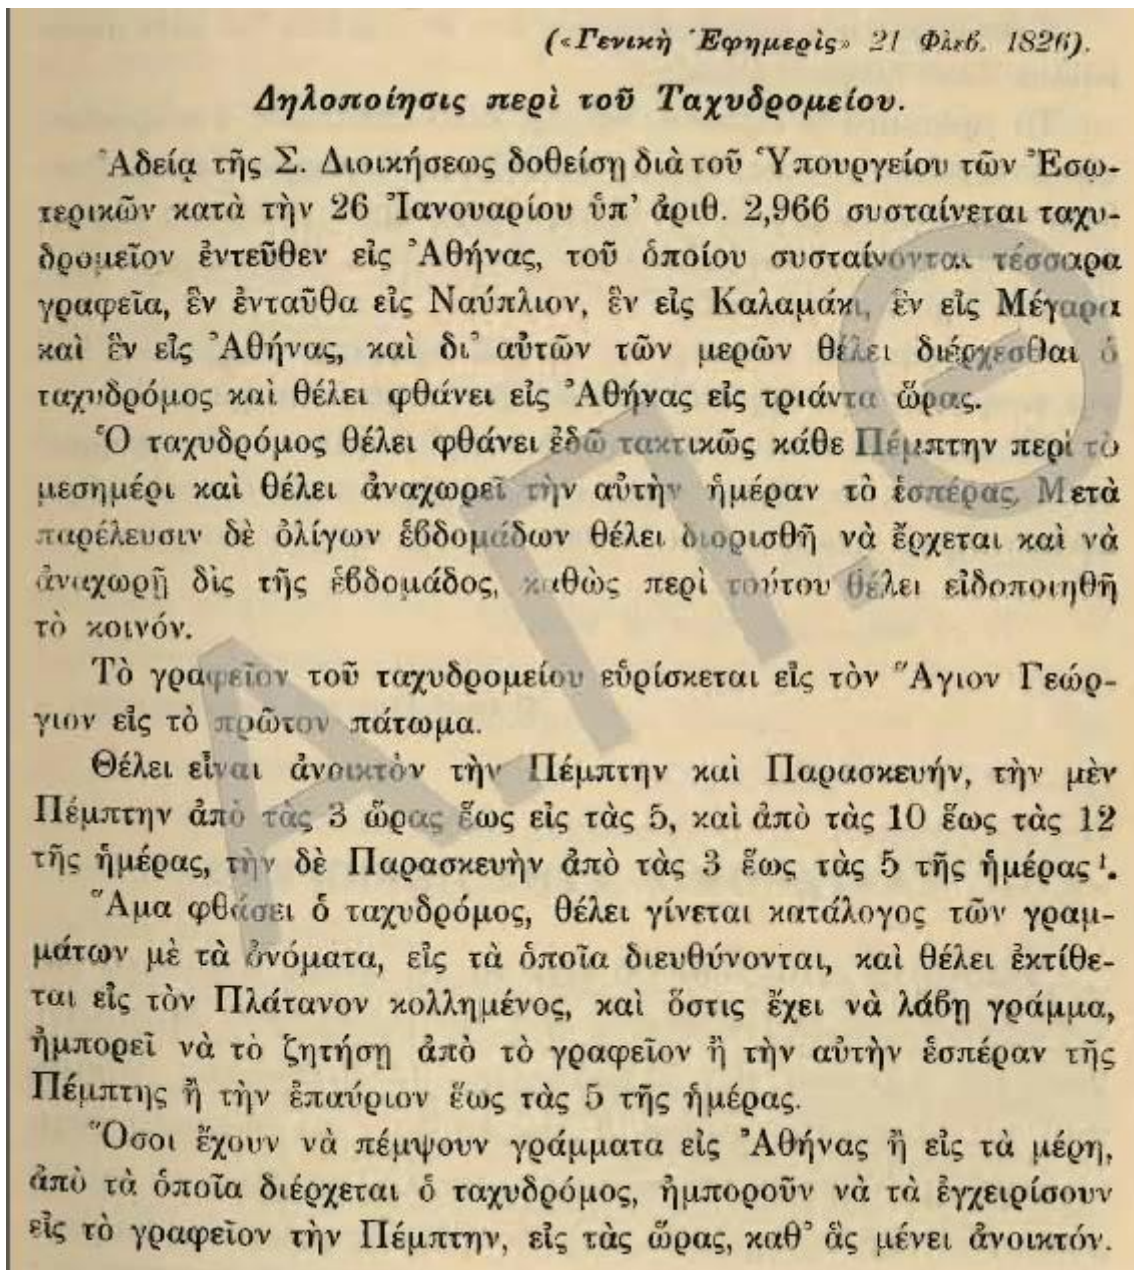 («Γενικὴ Ἐφημερὶς» 21 Φλεβ. 1826).
Δηλοποίησις περὶ τοῦ Ταχυδρομείου.
Ἀδείᾳ τῆς Σ. Διοικήσεως δοθείσῃ διὰ τοῦ Ὑπουργείου τῶν Ἐσω-
τερικῶν κατὰ τὴν 26 Ἰανουαρίου ὑπ’ ἀριθ. 2,966 συσταίνεται ταχυ-
δρομεῖον ἐντεῦθεν εἰς Ἀθήνας, τοῦ ὁποίου συσταίνονται τέσσαρα
γραφεῖα, ἓν ἐνταῦθα εἰς Ναύπλιον, ἓν εἰς Καλαμάκι, ἓν εἰς Μέγαρα
καὶ ἓν εἰς Ἀθήνας, καὶ δι’ αὐτῶν τῶν μερῶν θέλει διέρχεσθαι ὁ
ταχυδρόμος καὶ θέλει φθάνει εἰς Ἀθήνας εἰς τριάντα ὥρας.
Ὁ ταχυδρόμος θέλει φθάνει ἐδῶ τακτικῶς κάθε Πέμπτην περὶ τὸ
μεσημέρι καὶ θέλει ἀναχωρεῖ τὴν αὐτὴν ἡμέραν τὸ ἑσπέρας. Μετὰ
παρέλευσιν δὲ ὀλίγων ἑβδομάδων θέλει διορισθῆ νὰ ἔρχεται καὶ νὰ
ἀναχωρῇ δὶς τῆς ἑβδομάδος, καθὼς περὶ τούτου θέλει εἰδοποιηθῆ
τὸ κοινόν.
Τὸ γραφεῖον τοῦ ταχυδρομείου εὑρίσκεται εἰς τὸν Ἅγιον Γεώρ-
γιον εἰς τὸ πρῶτον πάτωμα.
Θέλει εἶναι ἀνοικτὸν τὴν Πέμπτην καὶ Παρασκευήν, τὴν μὲν
Πέμπτην ἀπὸ τὰς 3 ὥρας ἕως εἰς τὰς 5, καὶ ἀπὸ τὰς 10 ἕως τὰς 12
τῆς ἡμέρας, τὴν δὲ Παρασκευὴν ἀπὸ τὰς 3 ἕως τὰς 5 τῆς ἡμέρας ¹.
Ἅμα φθάσει ὁ ταχυδρόμος, θέλει γίνεται κατάλογος τῶν γραμ-
μάτων μὲ τὰ ὀνόματα, εἰς τὰ ὁποῖα διευθύνονται, καὶ θέλει ἐκτίθε-
ται εἰς τὸν Πλάτανον κολλημένος, καὶ ὅστις ἔχει νὰ λάβῃ γράμμα,
ἠμπορεῖ νὰ τὸ ζητήσῃ ἀπὸ τὸ γραφεῖον ἢ τὴν αὐτὴν ἑσπέραν τῆς
Πέμπτης ἢ τὴν ἐπαύριον ἕως τὰς 5 τῆς ἡμέρας.
Ὅσοι ἔχουν νὰ πέμψουν γράμματα εἰς Ἀθήνας ἢ εἰς τὰ μέρη,
ἀπὸ τὰ ὁποῖα διέρχεται ὁ ταχυδρόμος, ἠμποροῦν νὰ τὰ ἐγχειρίσουν
εἰς τὸ γραφεῖον τὴν Πέμπτην, εἰς τὰς ὥρας, καθ’ ἃς μένει ἀνοικτόν.
Α.Π.Θ